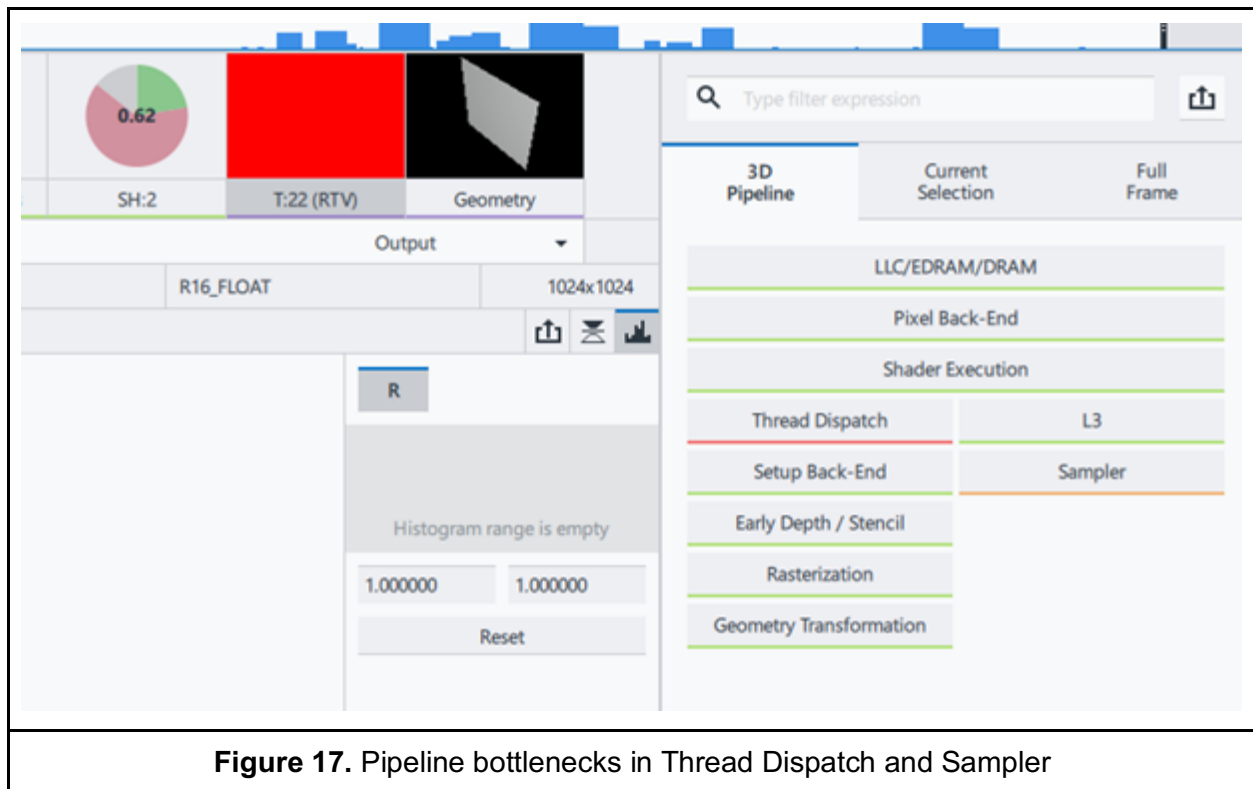 0.62
SH:2
T:22 (RTV)
Geometry
Output
R16_FLOAT
1024x1024
R
Histogram range is empty
1.000000
1.000000
Reset
Type filter expression
3D
Pipeline
Current
Selection
Full
Frame
LLC/EDRAM/DRAM
Pixel Back-End
Shader Execution
Thread Dispatch
L3
Setup Back-End
Sampler
Early Depth / Stencil
Rasterization
Geometry Transformation
Figure 17. Pipeline bottlenecks in Thread Dispatch and Sampler